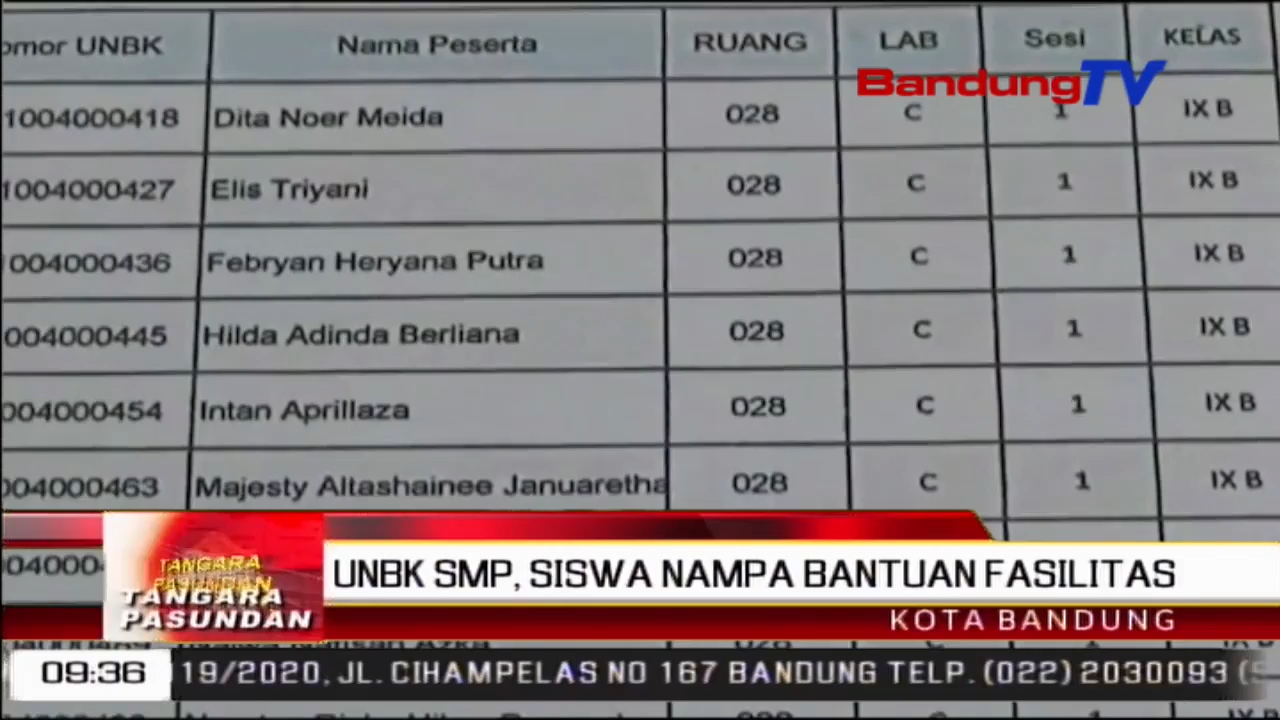 omor UNBK Nama Peserta RUANG LAB Sesi KELAS
BandungTV
1004000418 Dita Noer Meida 028 C 1 IX B
1004000427 Elis Triyani 028 C 1 IX B
1004000436 Febryan Heryana Putra 028 C 1 IX B
004000445 Hilda Adinda Berliana 028 C 1 IX B
004000454 Intan Aprillaza 028 C 1 IX B
004000463 Majesty Altashainee Januaretha 028 C 1 IX B
TANGARA
PASUNDAN
TANGARA
PASUNDAN
UNBK SMP, SISWA NAMPA BANTUAN FASILITAS
KOTA BANDUNG
09:36 19/2020, JL. CIHAMPELAS NO 167 BANDUNG TELP. (022) 2030093